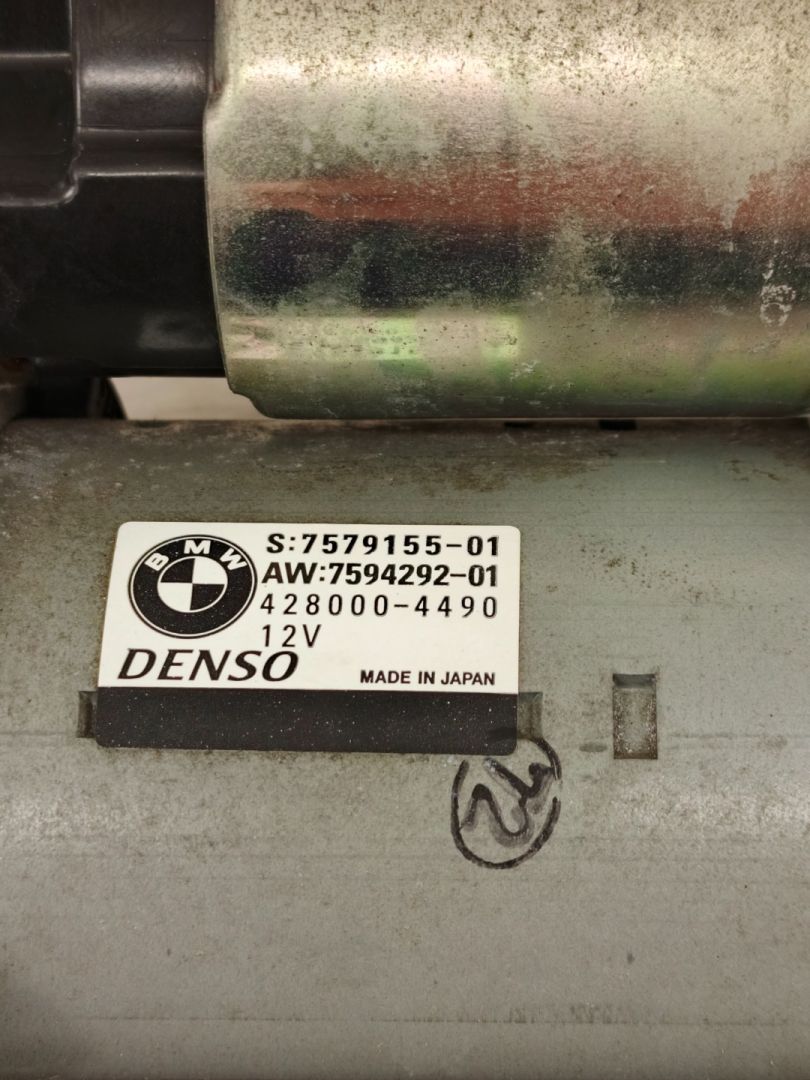 BMW
S:7579155-01
AW:7594292-01
428000-4490
12V
DENSO
MADE IN JAPAN